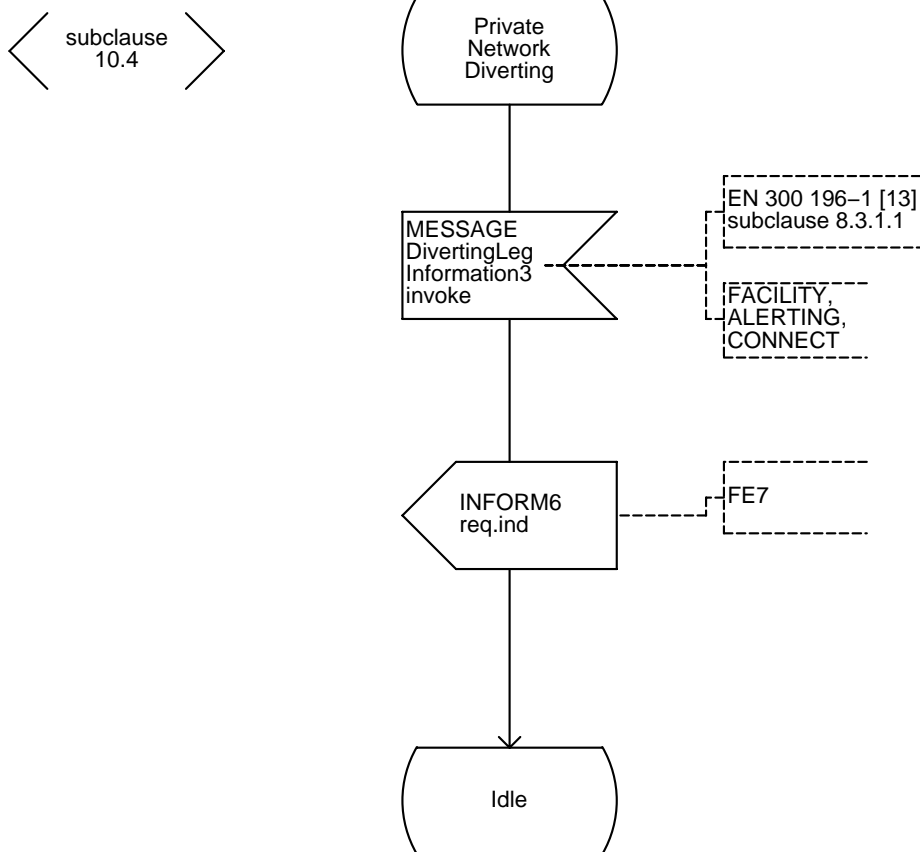 subclause
10.4
Private
Network
Diverting
MESSAGE
DivertingLeg
Information3
invoke
EN 300 196–1 [13]
subclause 8.3.1.1
FACILITY,
ALERTING,
CONNECT
INFORM6
req.ind
FE7
Idle